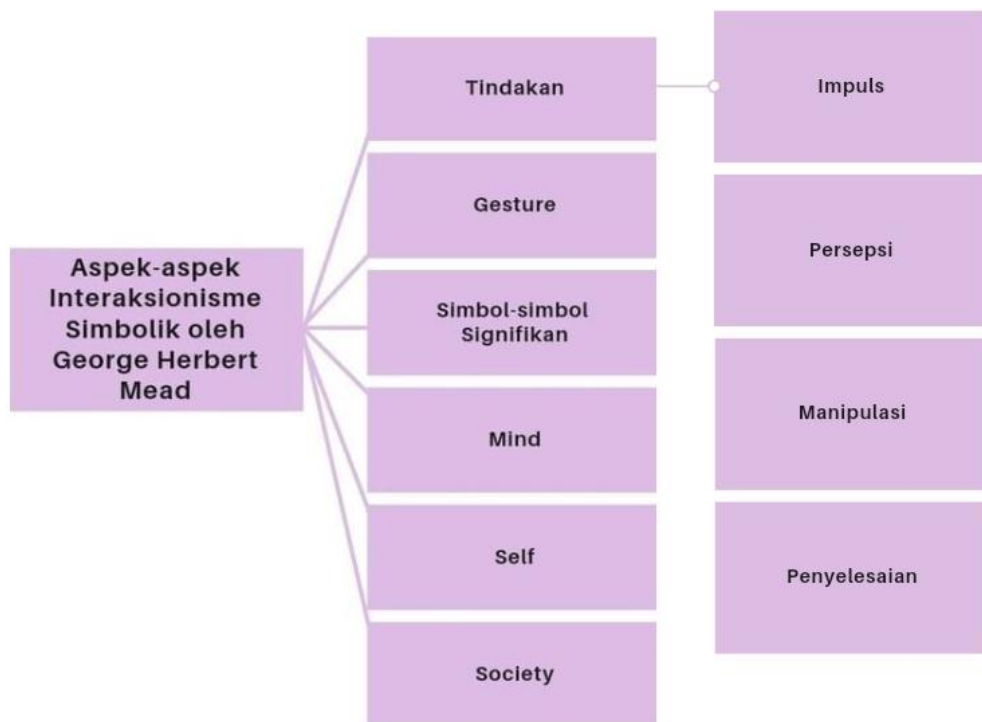 Aspek-aspek
Interaksionisme
Simbolik oleh
George Herbert
Mead
Tindakan
Gesture
Simbol-simbol
Signifikan
Mind
Self
Society
Impuls
Persepsi
Manipulasi
Penyelesaian